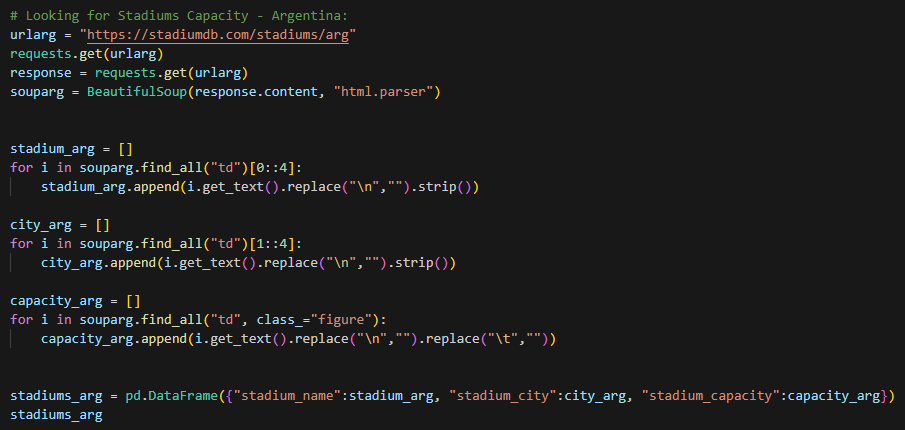 # Looking for Stadiums Capacity - Argentina:
urlarg = "https://stadiumdb.com/stadiums/arg"
requests.get(urlarg)
response = requests.get(urlarg)
souparg = BeautifulSoup(response.content, "html.parser")
stadium_arg = []
for i in souparg.find_all("td")[0::4]:
    stadium_arg.append(i.get_text().replace("\n","").strip())
city_arg = []
for i in souparg.find_all("td")[1::4]:
    city_arg.append(i.get_text().replace("\n","").strip())
capacity_arg = []
for i in souparg.find_all("td", class_="figure"):
    capacity_arg.append(i.get_text().replace("\n","").replace("\t",""))
stadiums_arg = pd.DataFrame({"stadium_name":stadium_arg, "stadium_city":city_arg, "stadium_capacity":capacity_arg})
stadiums_arg